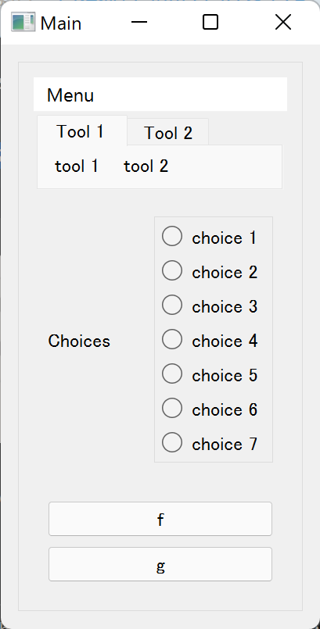 Main
Menu
Tool 1 Tool 2
tool 1 tool 2
choice 1
choice 2
choice 3
Choices choice 4
choice 5
choice 6
choice 7
f
g